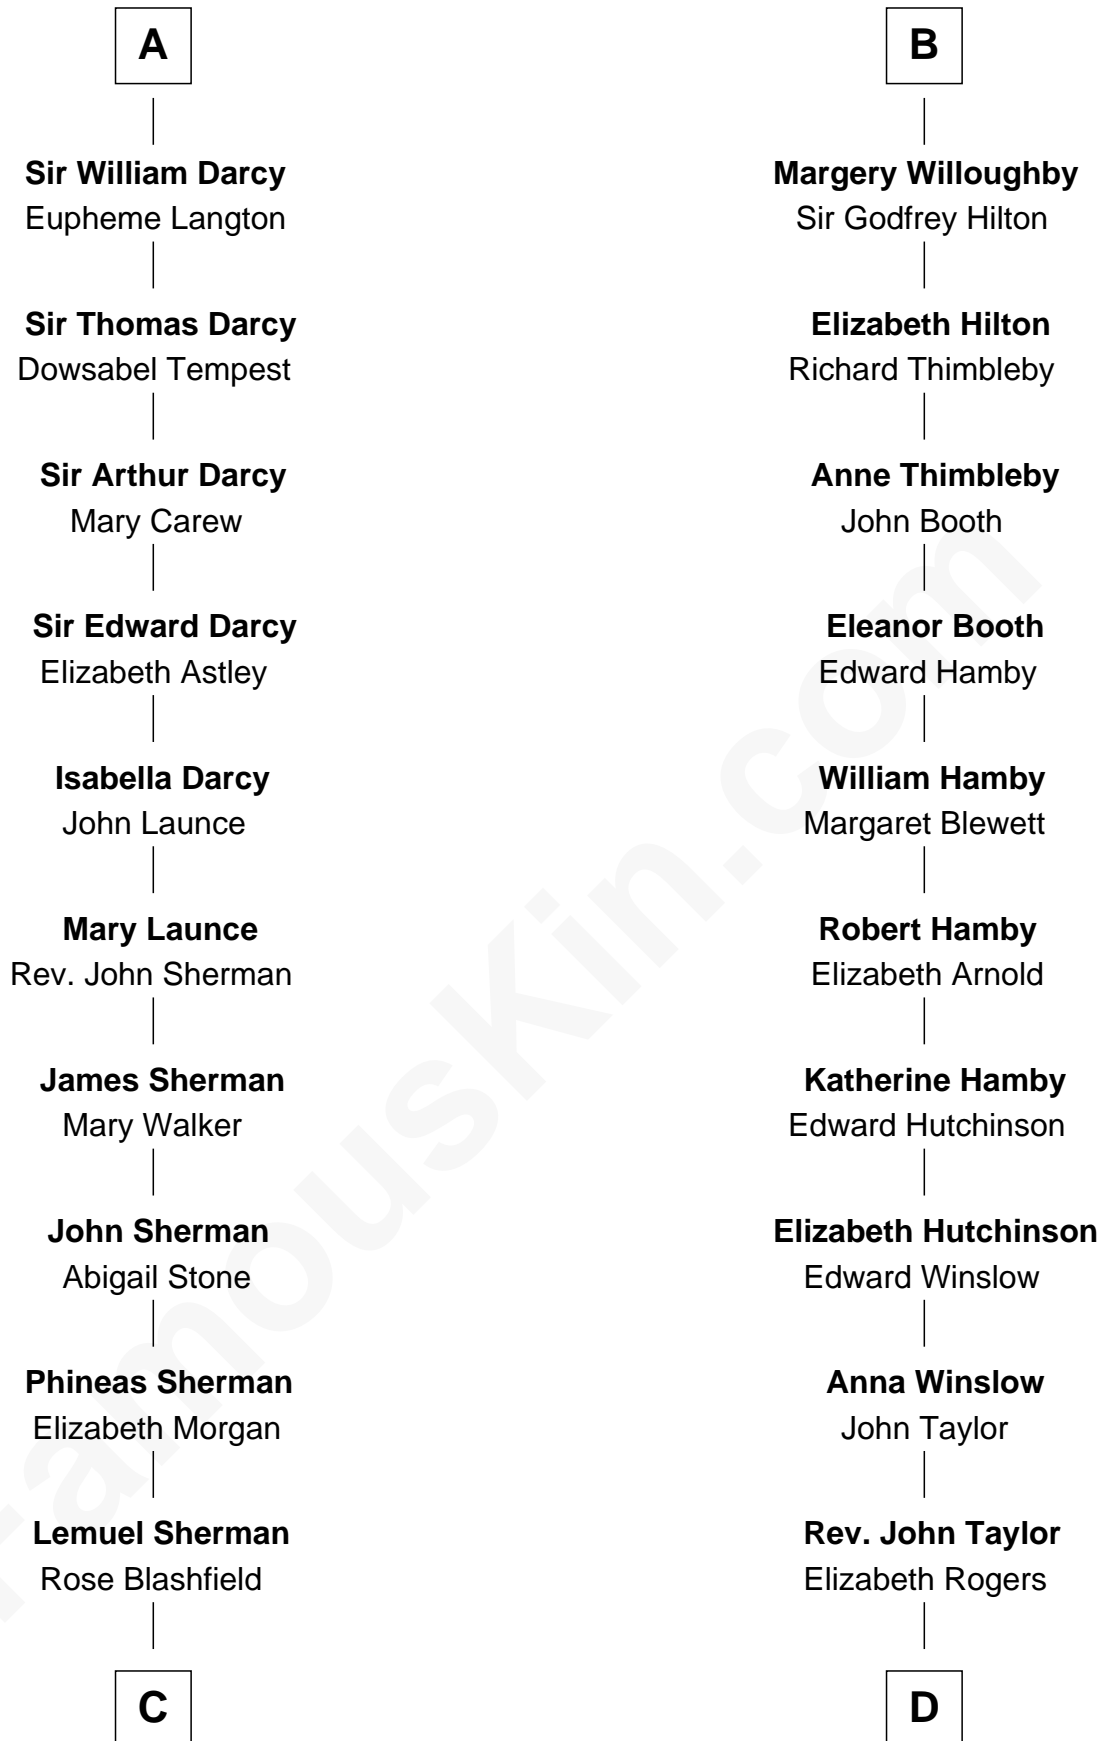 A
Sir William Darcy
Eupheme Langton
Sir Thomas Darcy
Dowsabel Tempest
Sir Arthur Darcy
Mary Carew
Sir Edward Darcy
Elizabeth Astley
Isabella Darcy
John Launce
Mary Launce
Rev. John Sherman
James Sherman
Mary Walker
John Sherman
Abigail Stone
Phineas Sherman
Elizabeth Morgan
Lemuel Sherman
Rose Blashfield
C
B
Margery Willoughby
Sir Godfrey Hilton
Elizabeth Hilton
Richard Thimbleby
Anne Thimbleby
John Booth
Eleanor Booth
Edward Hamby
William Hamby
Margaret Blewett
Robert Hamby
Elizabeth Arnold
Katherine Hamby
Edward Hutchinson
Elizabeth Hutchinson
Edward Winslow
Anna Winslow
John Taylor
Rev. John Taylor
Elizabeth Rogers
D
FamousKin.com